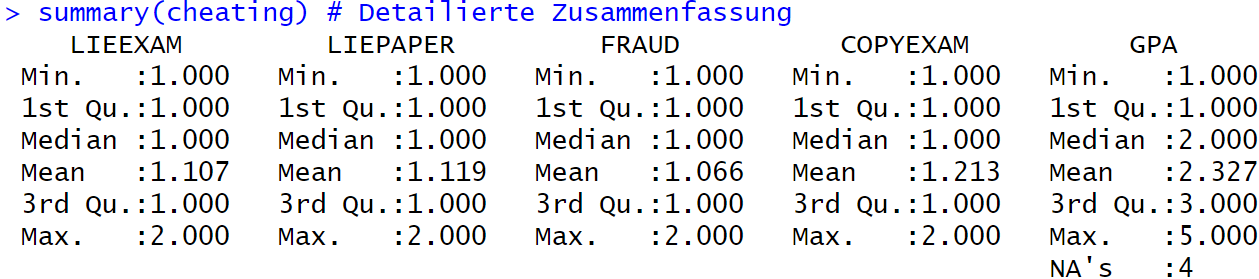 > summary(cheating) # Detailierte Zusammenfassung
    LIEEXAM         LIEPAPER         FRAUD          COPYEXAM          GPA
 Min.   :1.000   Min.   :1.000   Min.   :1.000   Min.   :1.000   Min.   :1.000
 1st Qu.:1.000   1st Qu.:1.000   1st Qu.:1.000   1st Qu.:1.000   1st Qu.:1.000
 Median :1.000   Median :1.000   Median :1.000   Median :1.000   Median :2.000
 Mean   :1.107   Mean   :1.119   Mean   :1.066   Mean   :1.213   Mean   :2.327
 3rd Qu.:1.000   3rd Qu.:1.000   3rd Qu.:1.000   3rd Qu.:1.000   3rd Qu.:3.000
 Max.   :2.000   Max.   :2.000   Max.   :2.000   Max.   :2.000   Max.   :5.000
                                                                 NA's   :4